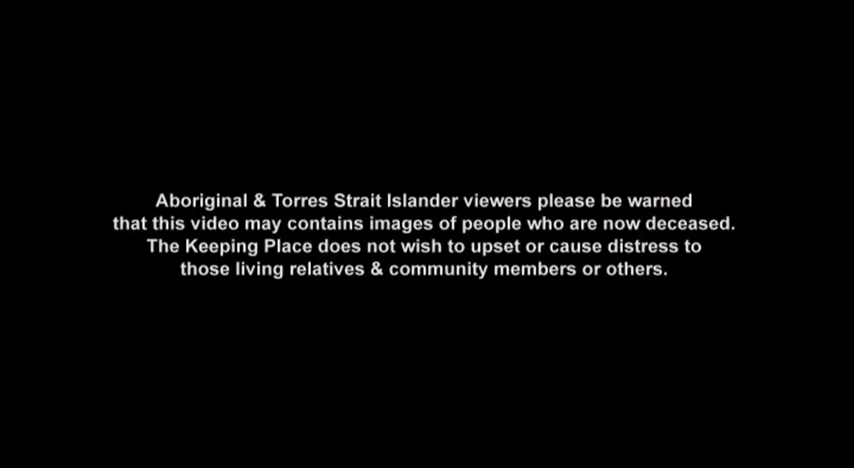 Aboriginal & Torres Strait Islander viewers please be warned
that this video may contains images of people who are now deceased.
The Keeping Place does not wish to upset or cause distress to
those living relatives & community members or others.